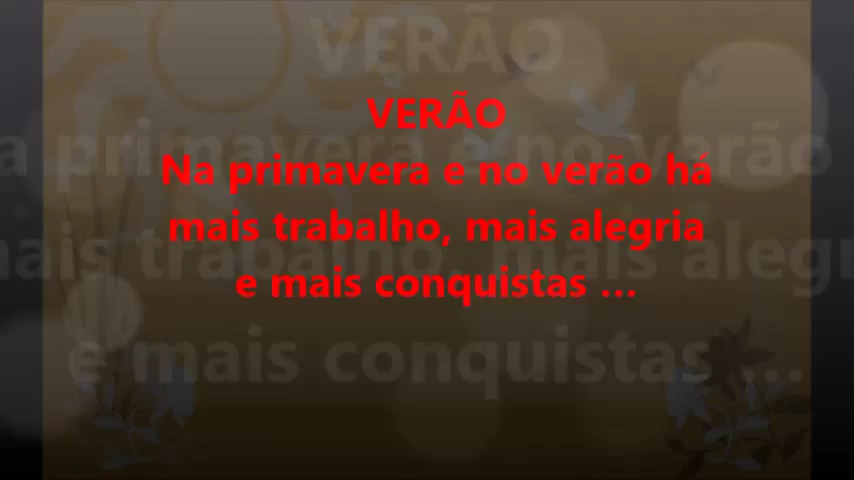 VERÃO
Na primavera e no verão há
mais trabalho, mais alegria
e mais conquistas ...